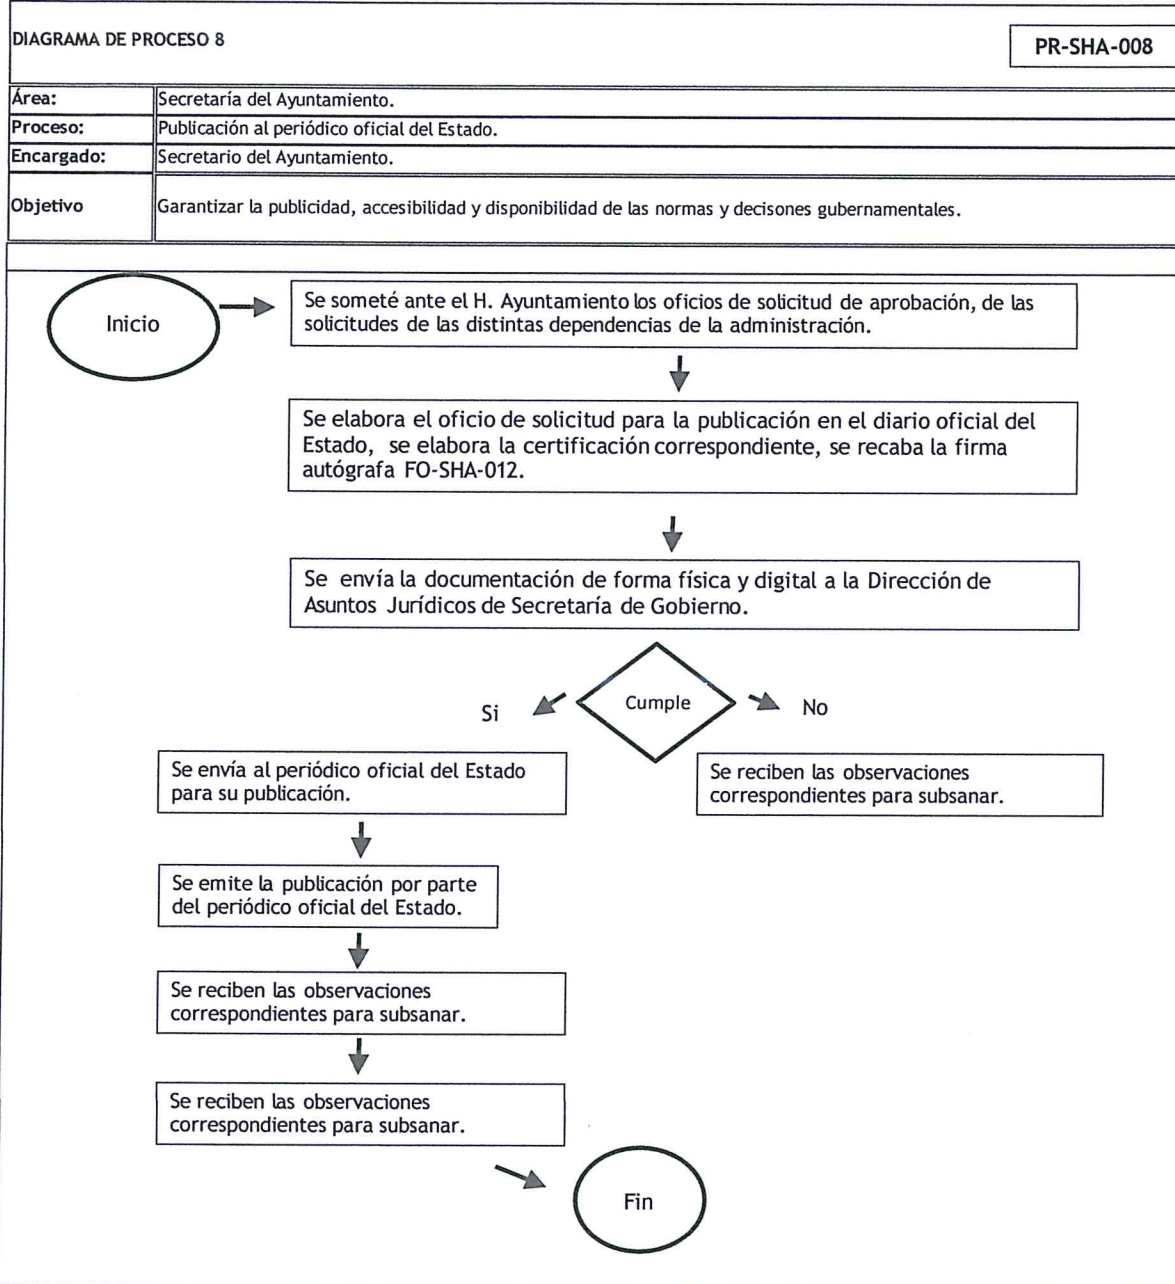 DIAGRAMA DE PROCESO 8
PR-SHA-008
Área:
Secretaría del Ayuntamiento.
Proceso:
Publicación al periódico oficial del Estado.
Encargado:
Secretario del Ayuntamiento.
Objetivo
Garantizar la publicidad, accesibilidad y disponibilidad de las normas y decisones gubernamentales.
Inicio
Se someté ante el H. Ayuntamiento los oficios de solicitud de aprobación, de las
solicitudes de las distintas dependencias de la administración.
Se elabora el oficio de solicitud para la publicación en el diario oficial del
Estado, se elabora la certificación correspondiente, se recaba la firma
autógrafa FO-SHA-012.
Se envía la documentación de forma física y digital a la Dirección de
Asuntos Jurídicos de Secretaría de Gobierno.
Cumple
Si
No
Se envía al periódico oficial del Estado
para su publicación.
Se reciben las observaciones
correspondientes para subsanar.
Se emite la publicación por parte
del periódico oficial del Estado.
Se reciben las observaciones
correspondientes para subsanar.
Se reciben las observaciones
correspondientes para subsanar.
Fin